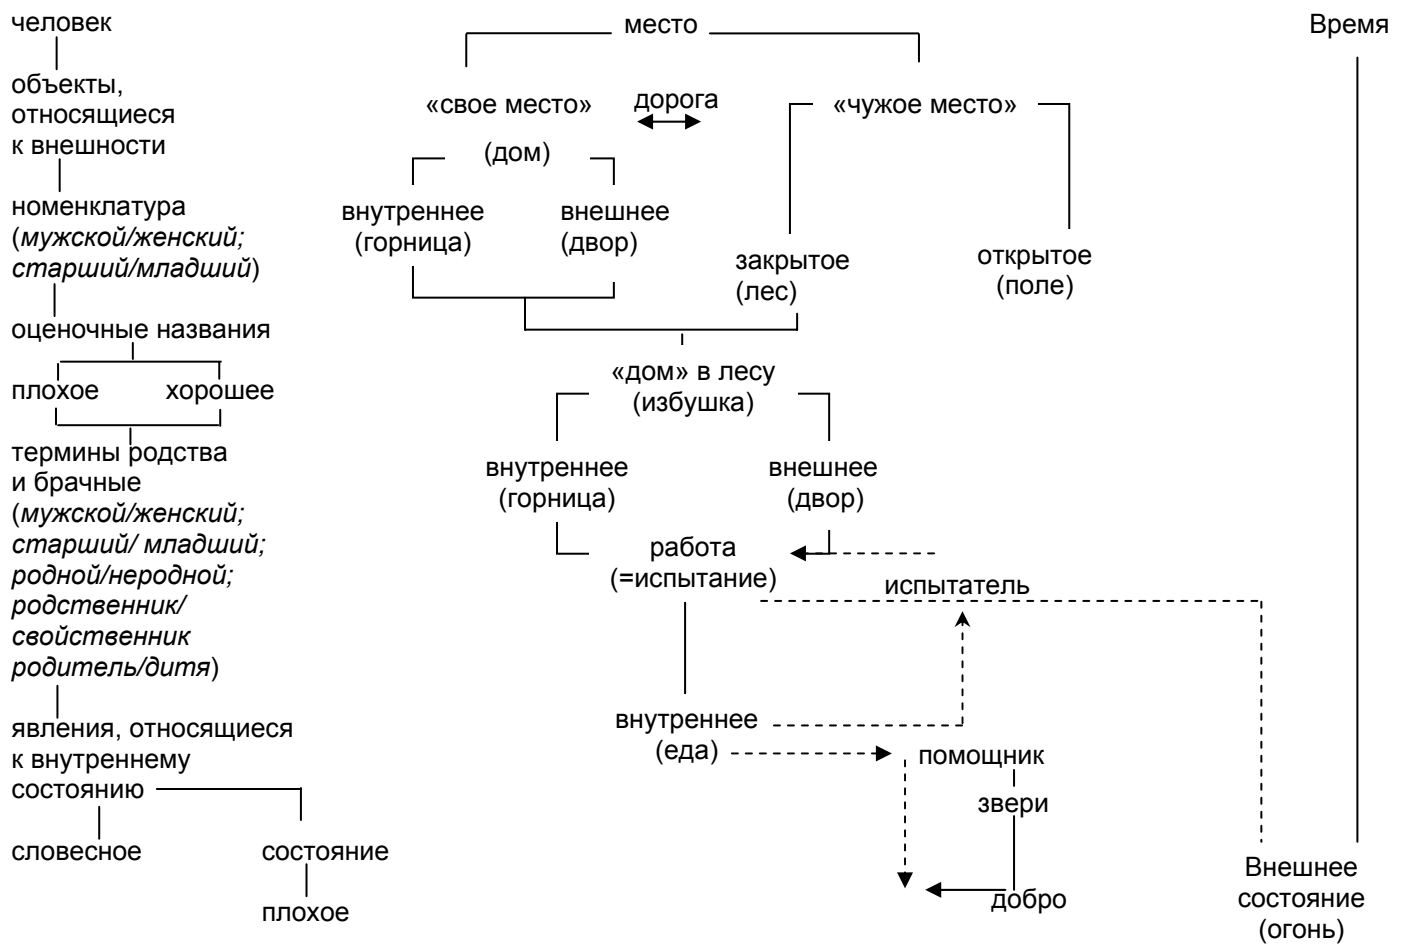 человек
объекты,
относящиеся
к внешности
номенклатура
(мужской/женский;
старший/младший)
оценочные названия
плохое хорошее
термины родства
и брачные
(мужской/женский;
старший/ младший;
родной/неродной;
родственник/
свойственник
родитель/дитя)
явления, относящиеся
к внутреннему
состоянию
словесное состояние
плохое
место
«свое место» дорога «чужое место»
(дом)
внутреннее
(горница)
внешнее
(двор)
закрытое
(лес)
открытое
(поле)
«дом» в лесу
(избушка)
внутреннее
(горница)
внешнее
(двор)
работа
(=испытание)
испытатель
внутреннее
(еда)
помощник
звери
добро
Время
Внешнее
состояние
(огонь)